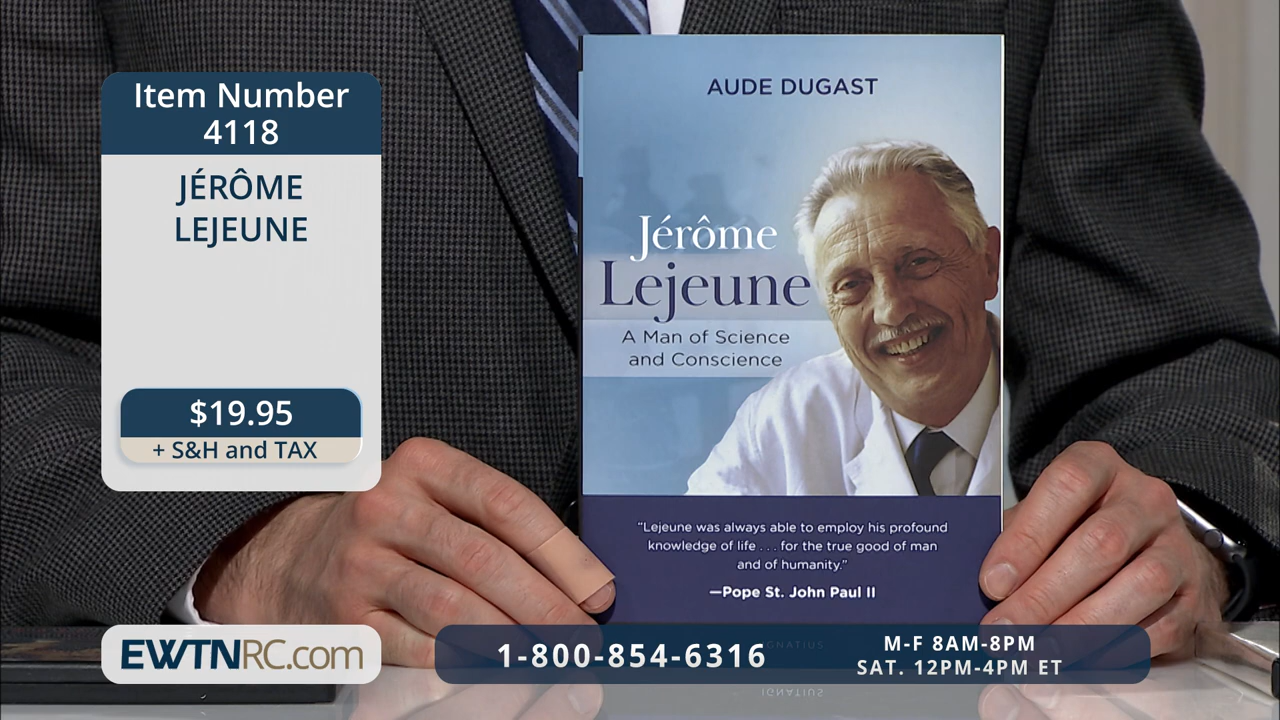 Item Number
4118
JÉRÔME
LEJEUNE
$19.95
+ S&H and TAX
AUDE DUGAST
Jérôme
Lejeune
A Man of Science
and Conscience
"Lejeune was always able to employ his profound
knowledge of life . . . for the true good of man
and of humanity."
—Pope St. John Paul II
IGNATIUS
EWTNRC.com
1-800-854-6316
M-F 8AM-8PM
SAT. 12PM-4PM ET